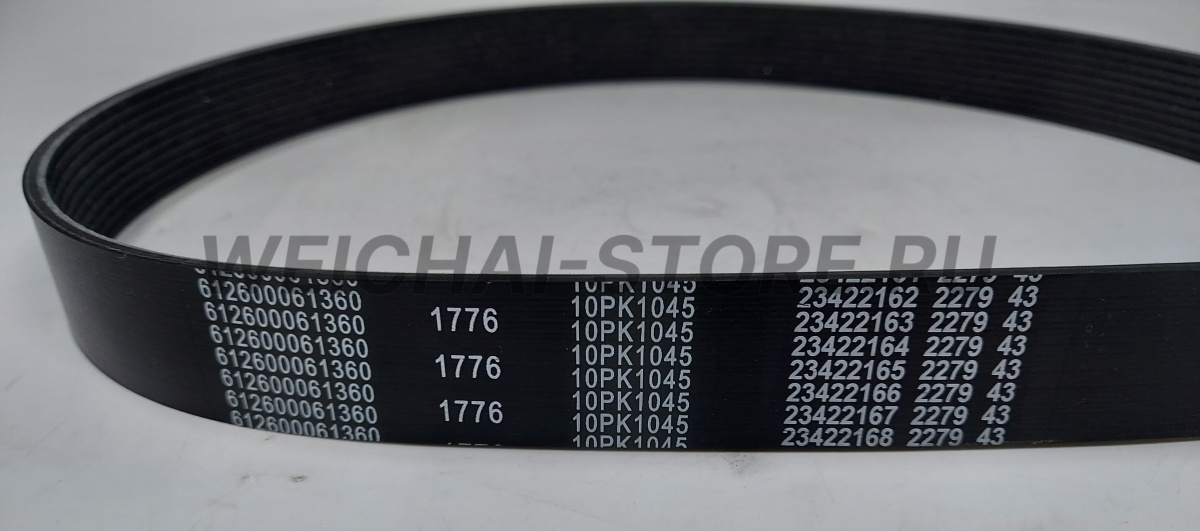 WEICHAI-STORE.RU
612600061360
612600061360 10PK1045
612600061360 10PK1045 23422162 2279 43
612600061360 1776 10PK1045 23422163 2279 43
612600061360 10PK1045 23422164 2279 43
612600061360 1776 10PK1045 23422165 2279 43
612600061360 10PK1045 23422166 2279 43
612600061360 1776 10PK1045 23422167 2279 43
10PK1045 23422168 2279 43